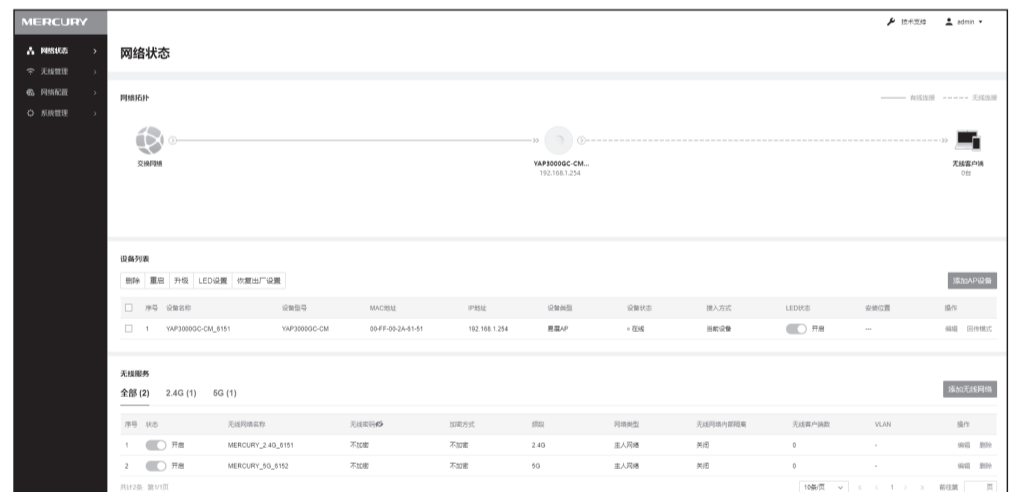 MERCURY
技术支持 admin
网络状态
无线管理
网络配置
系统管理
网络状态
网络拓扑
有线连接 无线连接
交换网络
YAP3000GC-CM...
192.168.1.254
无线客户端
0台
设备列表
删除 重启 升级 LED设置 恢复出厂设置
添加AP设备
序号 设备名称 设备型号 MAC地址 IP地址 设备类型 设备状态 接入方式 LED状态 安装位置 操作
1 YAP3000GC-CM_6151 YAP3000GC-CM 00-FF-00-2A-61-51 192.168.1.254 易展AP 在线 当前设备 开启 --- 编辑 回传模式
无线服务
全部 (2) 2.4G (1) 5G (1)
添加无线网络
序号 状态 无线网络名称 无线密码 加密方式 频段 网络类型 无线网络内部隔离 无线客户端数 VLAN 操作
1 开启 MERCURY_2.4G_6151 不加密 不加密 2.4G 主人网络 关闭 0 - 编辑 删除
2 开启 MERCURY_5G_6152 不加密 不加密 5G 主人网络 关闭 0 - 编辑 删除
共计2条 第1/1页
10条/页 1 前往第 页